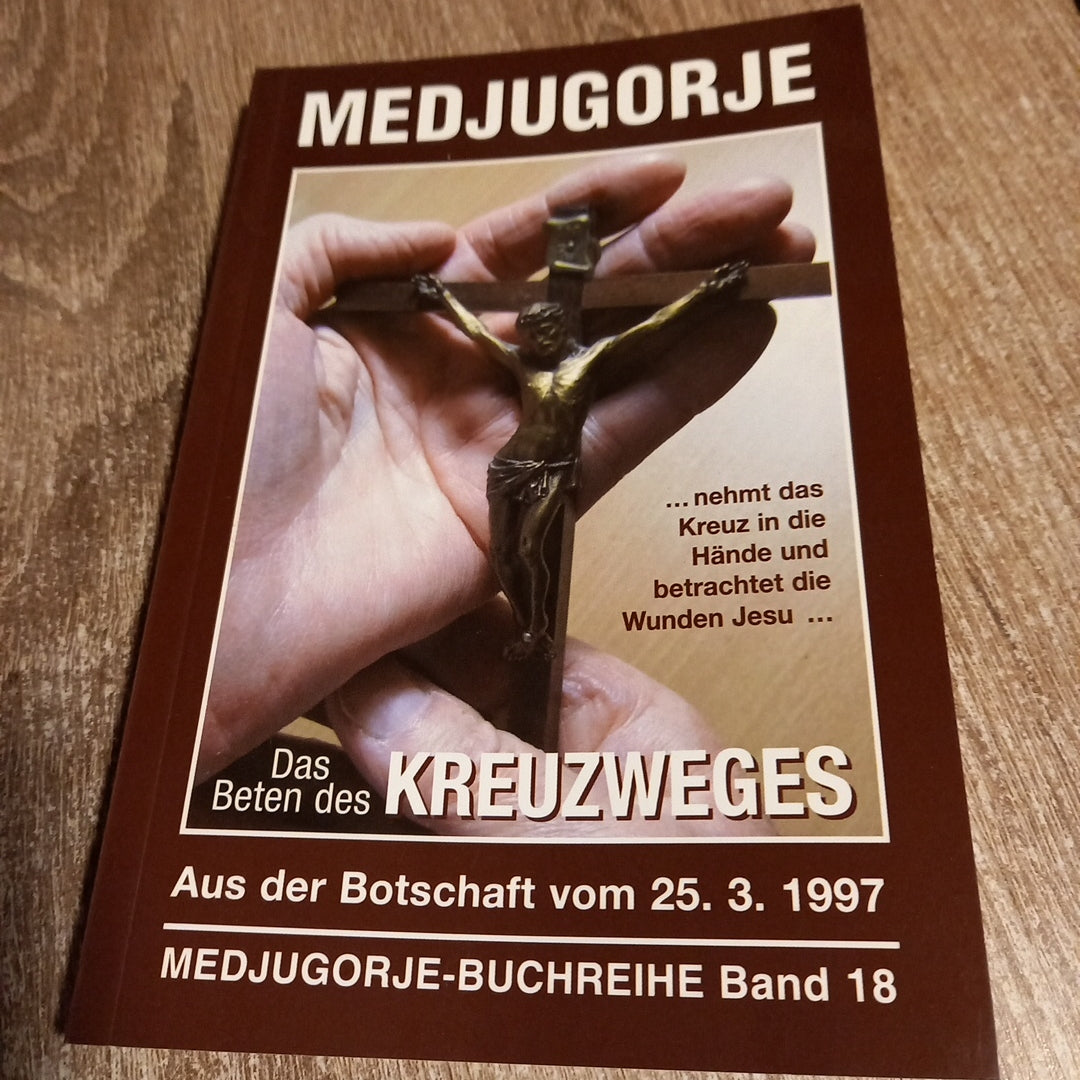 MEDJUGORJE
...nehmt das
Kreuz in die
Hände und
betrachtet die
Wunden Jesu ...
Das
Beten des KREUZWEGES
Aus der Botschaft vom 25. 3. 1997
MEDJUGORJE-BUCHREIHE Band 18